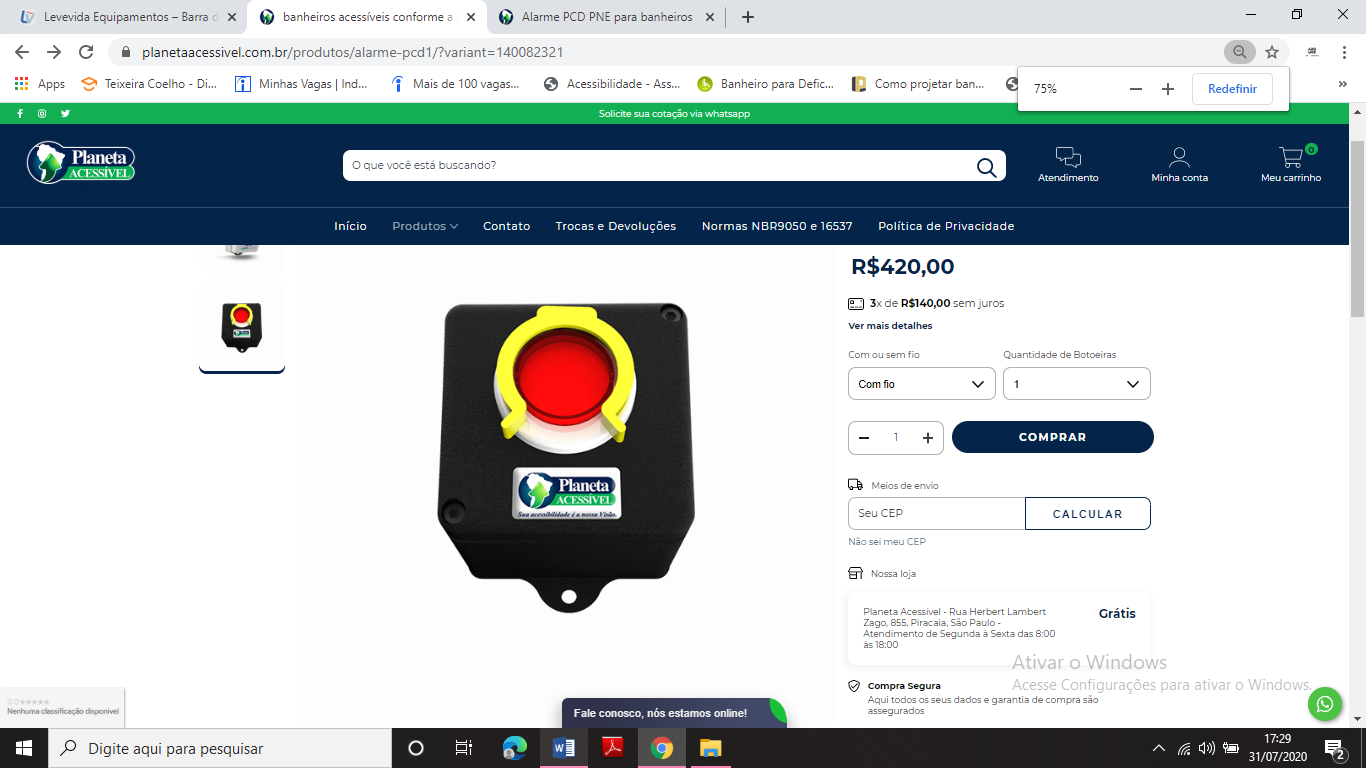 Levevida Equipamentos – Barra d
banheiros acessíveis conforme a
Alarme PCD PNE para banheiros
planetaacessivel.com.br/produtos/alarme-pcd1/?variant=140082321
Apps
Teixeira Coelho - Di...
Minhas Vagas | Ind...
Mais de 100 vagas...
Acessibilidade - Ass...
Banheiro para Defic...
Como projetar ban...
»
75%
Redefinir
Solicite sua cotação via whatsapp
Planeta
ACESSÍVEL
O que você está buscando?
Atendimento
Minha conta
0
Meu carrinho
Início
Produtos
Contato
Trocas e Devoluções
Normas NBR9050 e 16537
Política de Privacidade
R$420,00
3x de R$140,00 sem juros
Ver mais detalhes
Com ou sem fio
Quantidade de Botoeiras
Com fio
1
1
COMPRAR
Planeta
ACESSÍVEL
Sua acessibilidade é a nossa Visão.
Meios de envio
Seu CEP
CALCULAR
Não sei meu CEP
Nossa loja
Planeta Acessível - Rua Herbert Lambert
Zago, 855, Piracaia, São Paulo -
Atendimento de Segunda à Sexta das 8:00
às 18:00
Grátis
Ativar o Windows
Acesse Configurações para ativar o Windows.
Compra Segura
Aqui todos os seus dados e garantia de compra são
assegurados
0.0
Nenhuma classificação disponível
Fale conosco, nós estamos online!
Digite aqui para pesquisar
17:29
31/07/2020
2